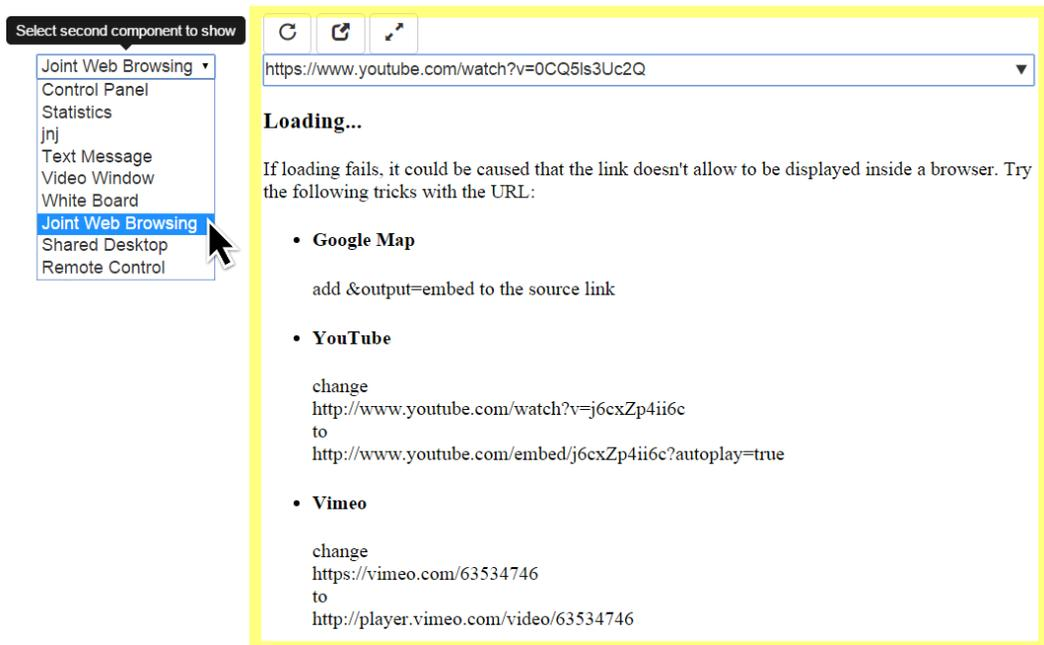 Select second component to show
Joint Web Browsing
Control Panel
Statistics
jnj
Text Message
Video Window
White Board
Joint Web Browsing
Shared Desktop
Remote Control
https://www.youtube.com/watch?v=0CQ5ls3Uc2Q
Loading...
If loading fails, it could be caused that the link doesn't allow to be displayed inside a browser. Try
the following tricks with the URL:
• Google Map
add &output=embed to the source link
• YouTube
change
http://www.youtube.com/watch?v=j6cxZp4ii6c
to
http://www.youtube.com/embed/j6cxZp4ii6c?autoplay=true
• Vimeo
change
https://vimeo.com/63534746
to
http://player.vimeo.com/video/63534746